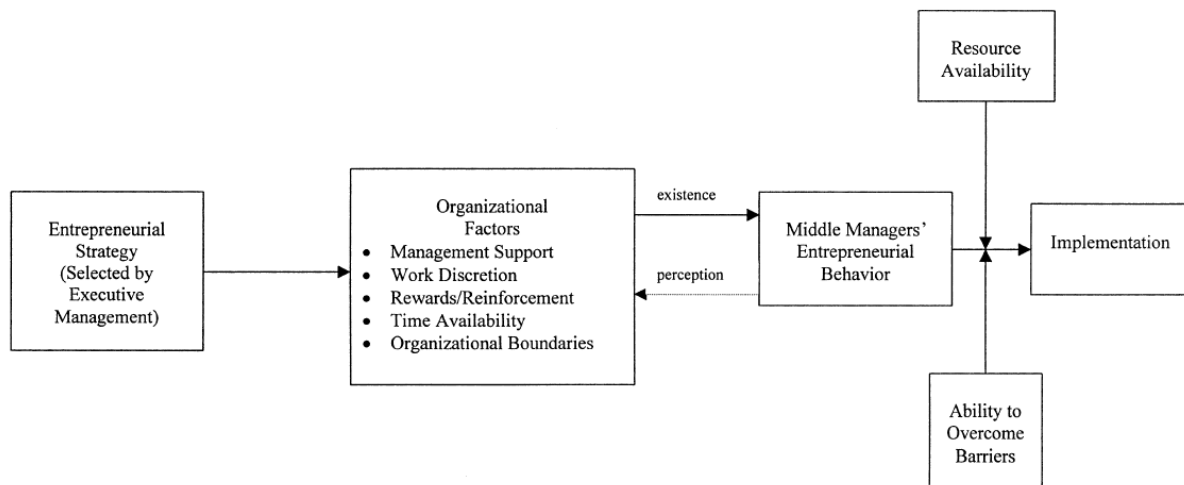 Resource
Availability
Entrepreneurial
Strategy
(Selected by
Executive
Management)
Organizational
Factors
• Management Support
• Work Discretion
• Rewards/Reinforcement
• Time Availability
• Organizational Boundaries
existence
perception
Middle Managers’
Entrepreneurial
Behavior
Implementation
Ability to
Overcome
Barriers